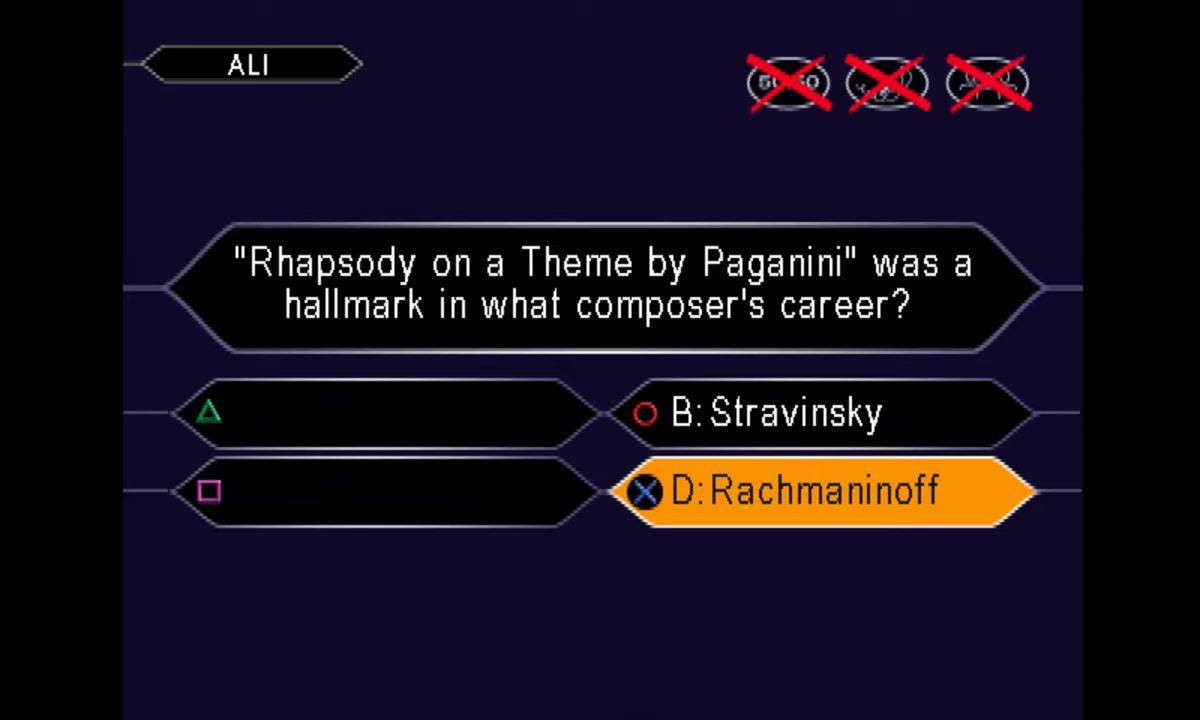 ALI
"Rhapsody on a Theme by Paganini" was a
hallmark in what composer's career?
B: Stravinsky
D: Rachmaninoff